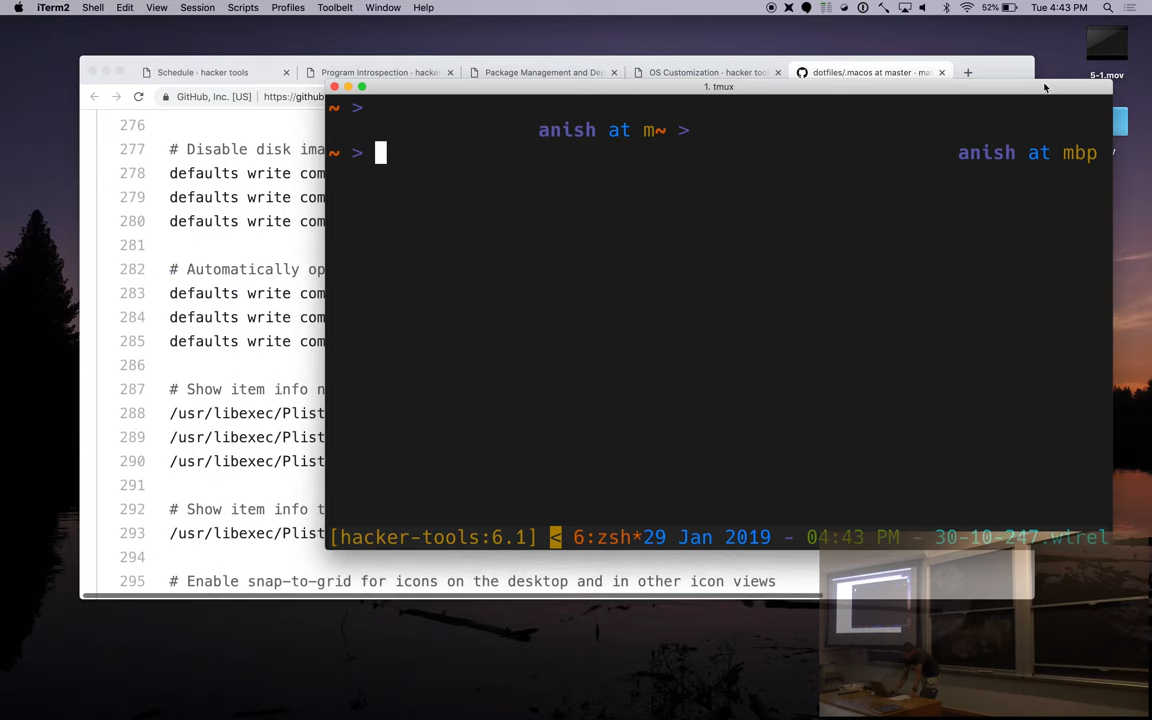 iTerm2 Shell Edit View Session Scripts Profiles Toolbelt Window Help 52% Tue 4:43 PM
5-1.mov
Schedule · hacker tools
Program Introspection · hacke
Package Management and De
OS Customization · hacker too
dotfiles/.macos at master · mat
GitHub, Inc. [US] https://github
1. tmux
~ >
anish at m~ >
~ > anish at mbp
276
277 # Disable disk ima
278 defaults write com
279 defaults write com
280 defaults write com
281
282 # Automatically op
283 defaults write com
284 defaults write com
285 defaults write com
286
287 # Show item info n
288 /usr/libexec/Plist
289 /usr/libexec/Plist
290 /usr/libexec/Plist
291
292 # Show item info t
293 /usr/libexec/Plist
294
295 # Enable snap-to-grid for icons on the desktop and in other icon views
[hacker-tools:6.1] < 6:zsh*29 Jan 2019 - 04:43 PM - 30-10-247.wtrel